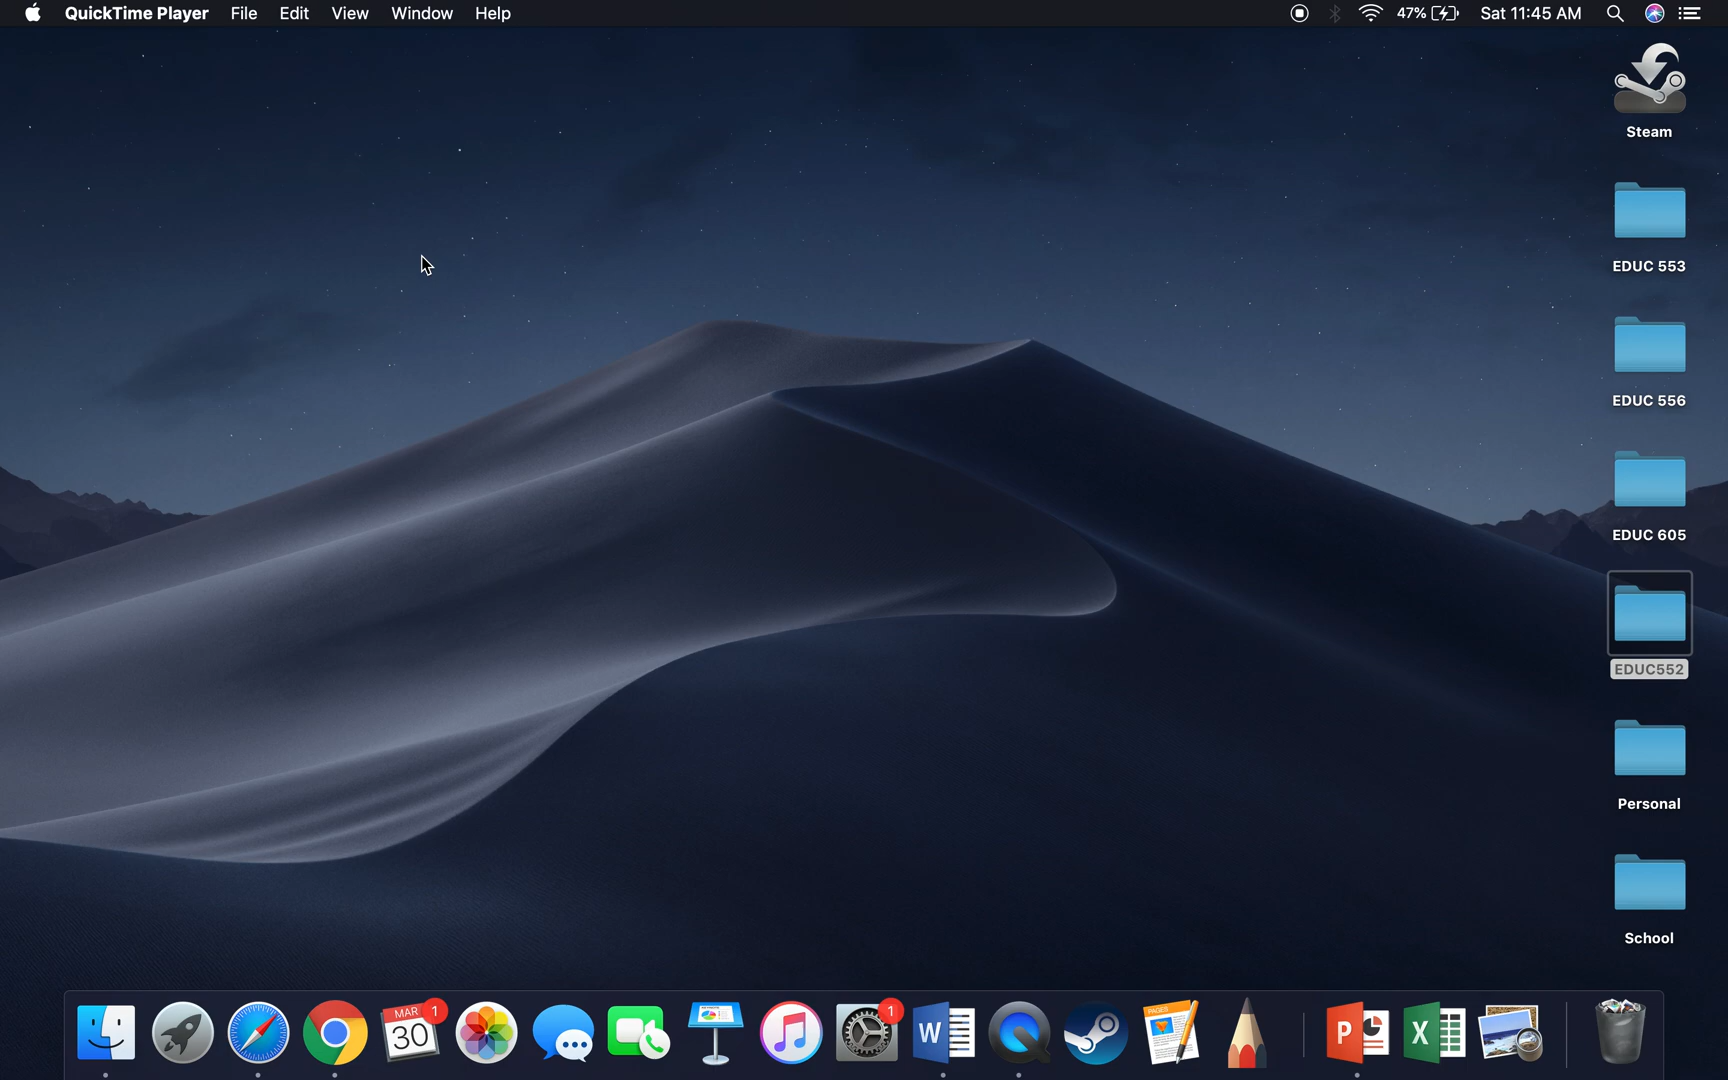 QuickTime Player File Edit View Window Help 47% Sat 11:45 AM
Steam
EDUC 553
EDUC 556
EDUC 605
EDUC552
Personal
School
MAR 1
30
1
W
PAGES
P
X